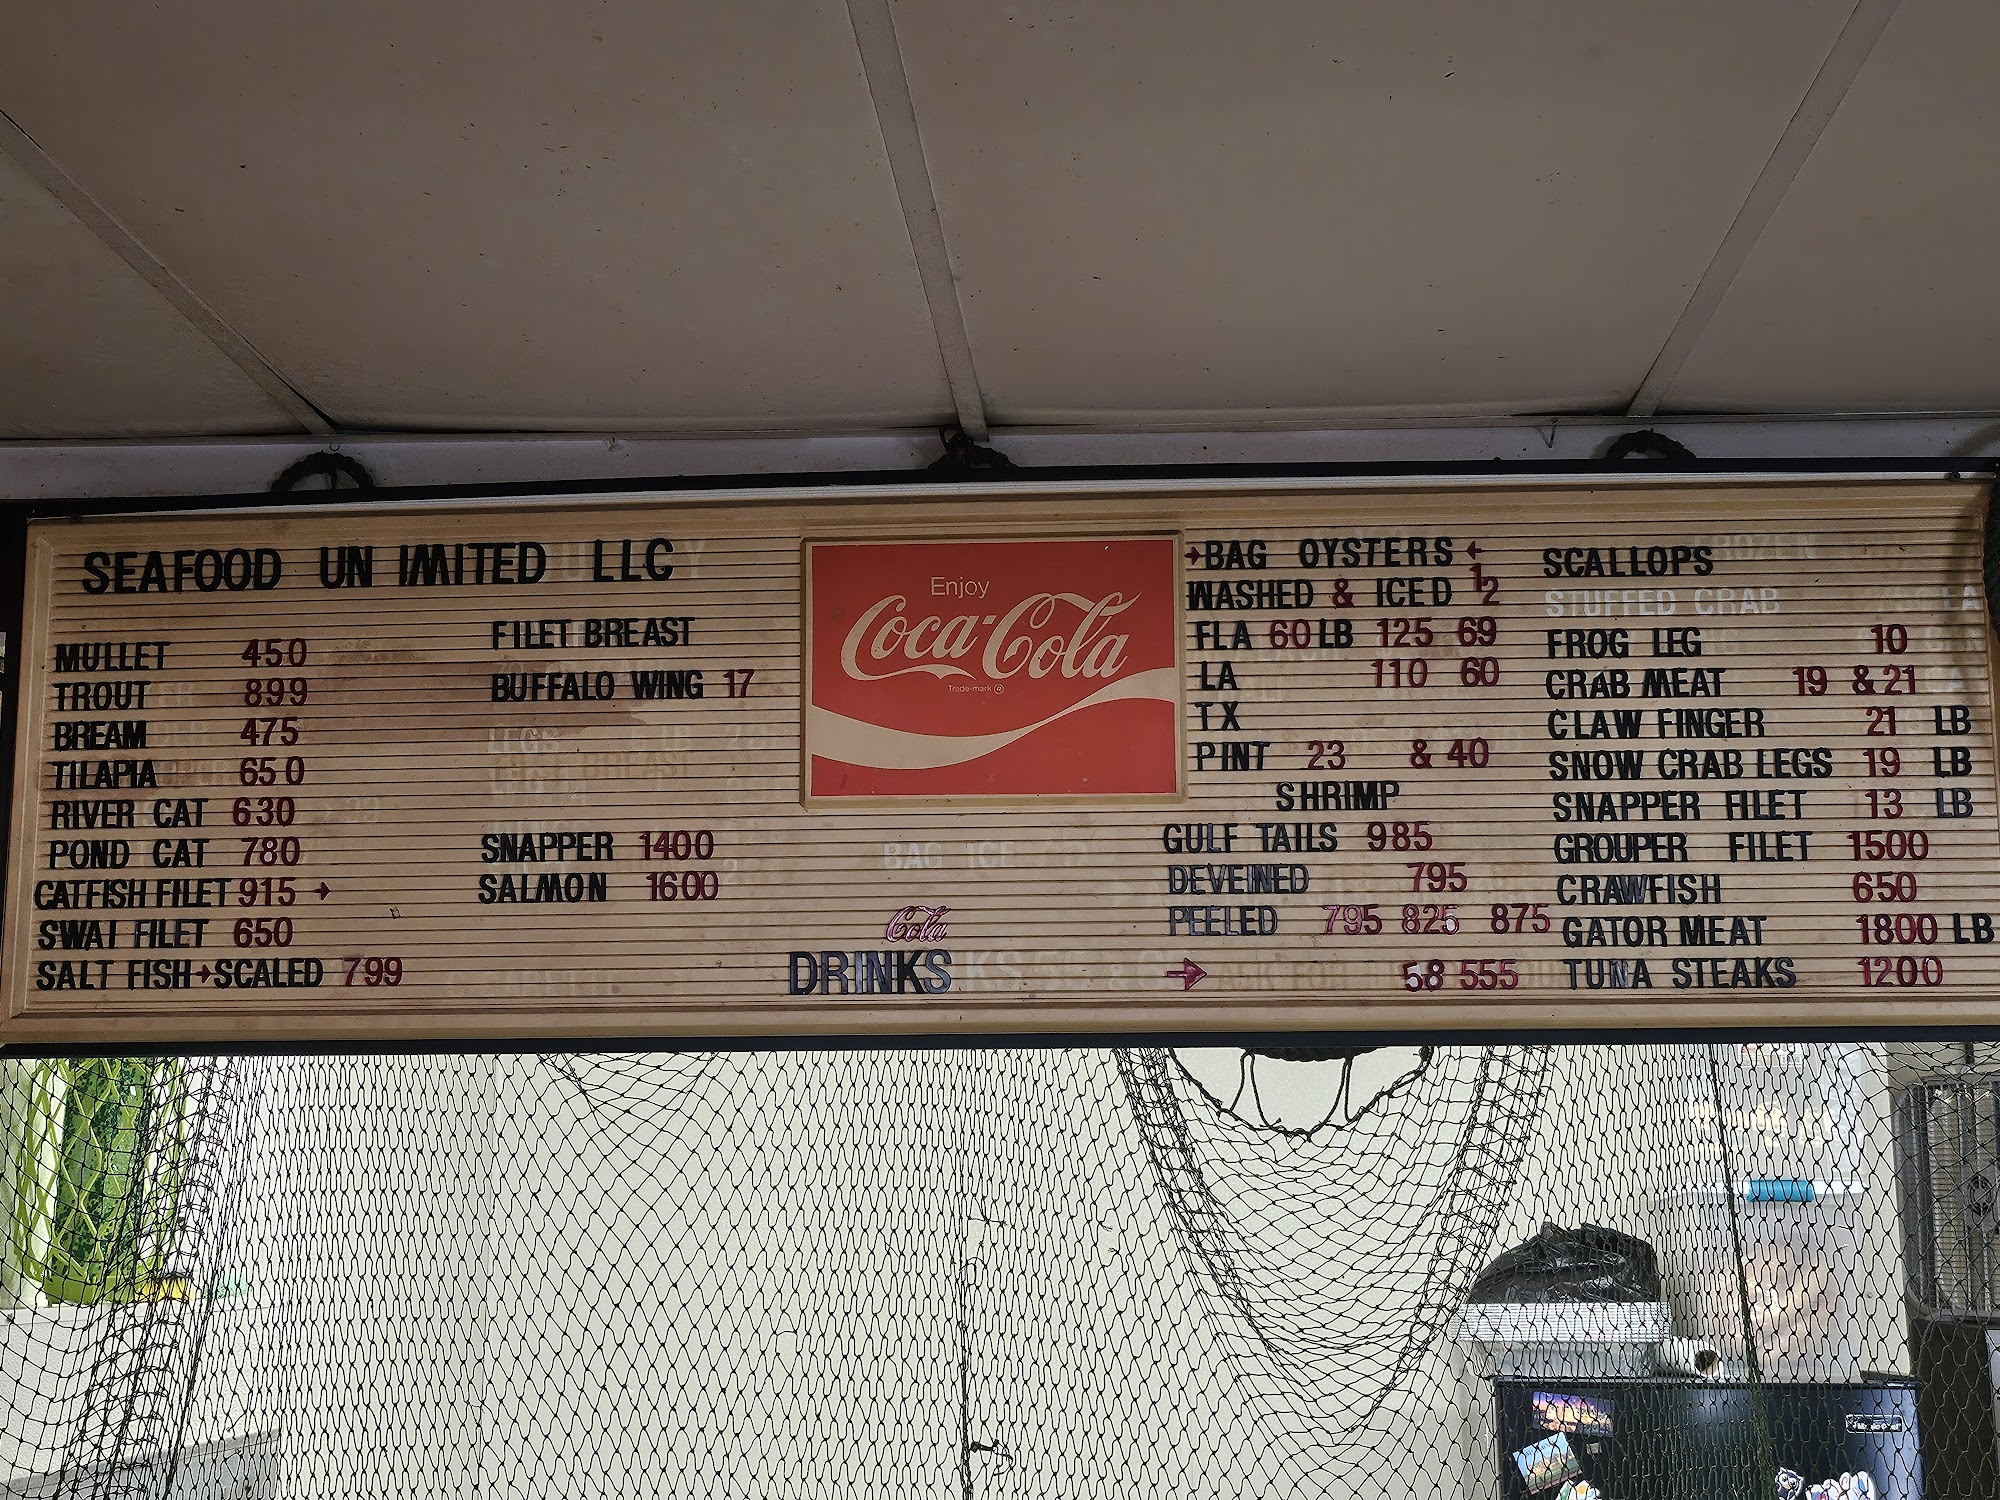 SEAFOOD UN IMITED LLC
MULLET 450
TROUT 899
BREAM 475
TILAPIA 650
RIVER CAT 630
POND CAT 780
CATFISH FILET 915 →
SWAI FILET 650
SALT FISH→SCALED 799
FILET BREAST
BUFFALO WING 17
SNAPPER 1400
SALMON 1600
Enjoy
Coca-Cola
Trade-mark ®
BAG ICE
Cola
DRINKS
→BAG OYSTERS←
WASHED & ICED 1/2
FLA 60LB 125 69
LA 110 60
TX
PINT 23 & 40
SHRIMP
GULF TAILS 985
DEVEINED 795
PEELED 795 825 875
→ 58 555
SCALLOPS
STUFFED CRAB
FROG LEG 10
CRAB MEAT 19 & 21
CLAW FINGER 21 LB
SNOW CRAB LEGS 19 LB
SNAPPER FILET 13 LB
GROUPER FILET 1500
CRAWFISH 650
GATOR MEAT 1800 LB
TUNA STEAKS 1200